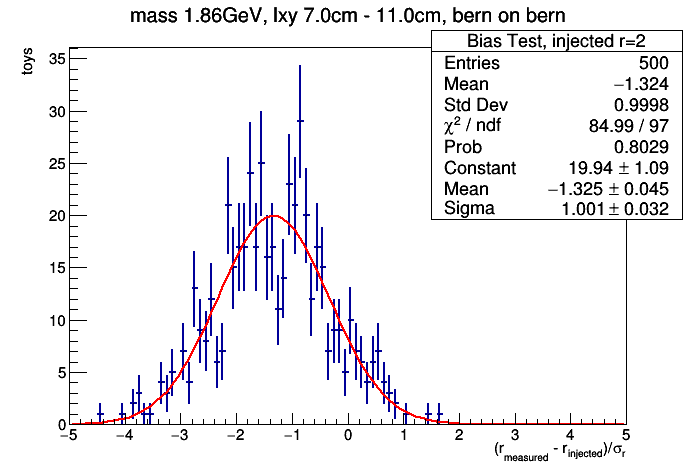 mass 1.86GeV, lxy 7.0cm - 11.0cm, bern on bern
Bias Test, injected r=2
Entries 500
Mean −1.324
Std Dev 0.9998
χ² / ndf 84.99 / 97
Prob 0.8029
Constant 19.94 ± 1.09
Mean −1.325 ± 0.045
Sigma 1.001 ± 0.032
toys
35
30
25
20
15
10
5
0
−5 −4 −3 −2 −1 0 1 2 3 4 5
(r_measured - r_injected)/σ_r